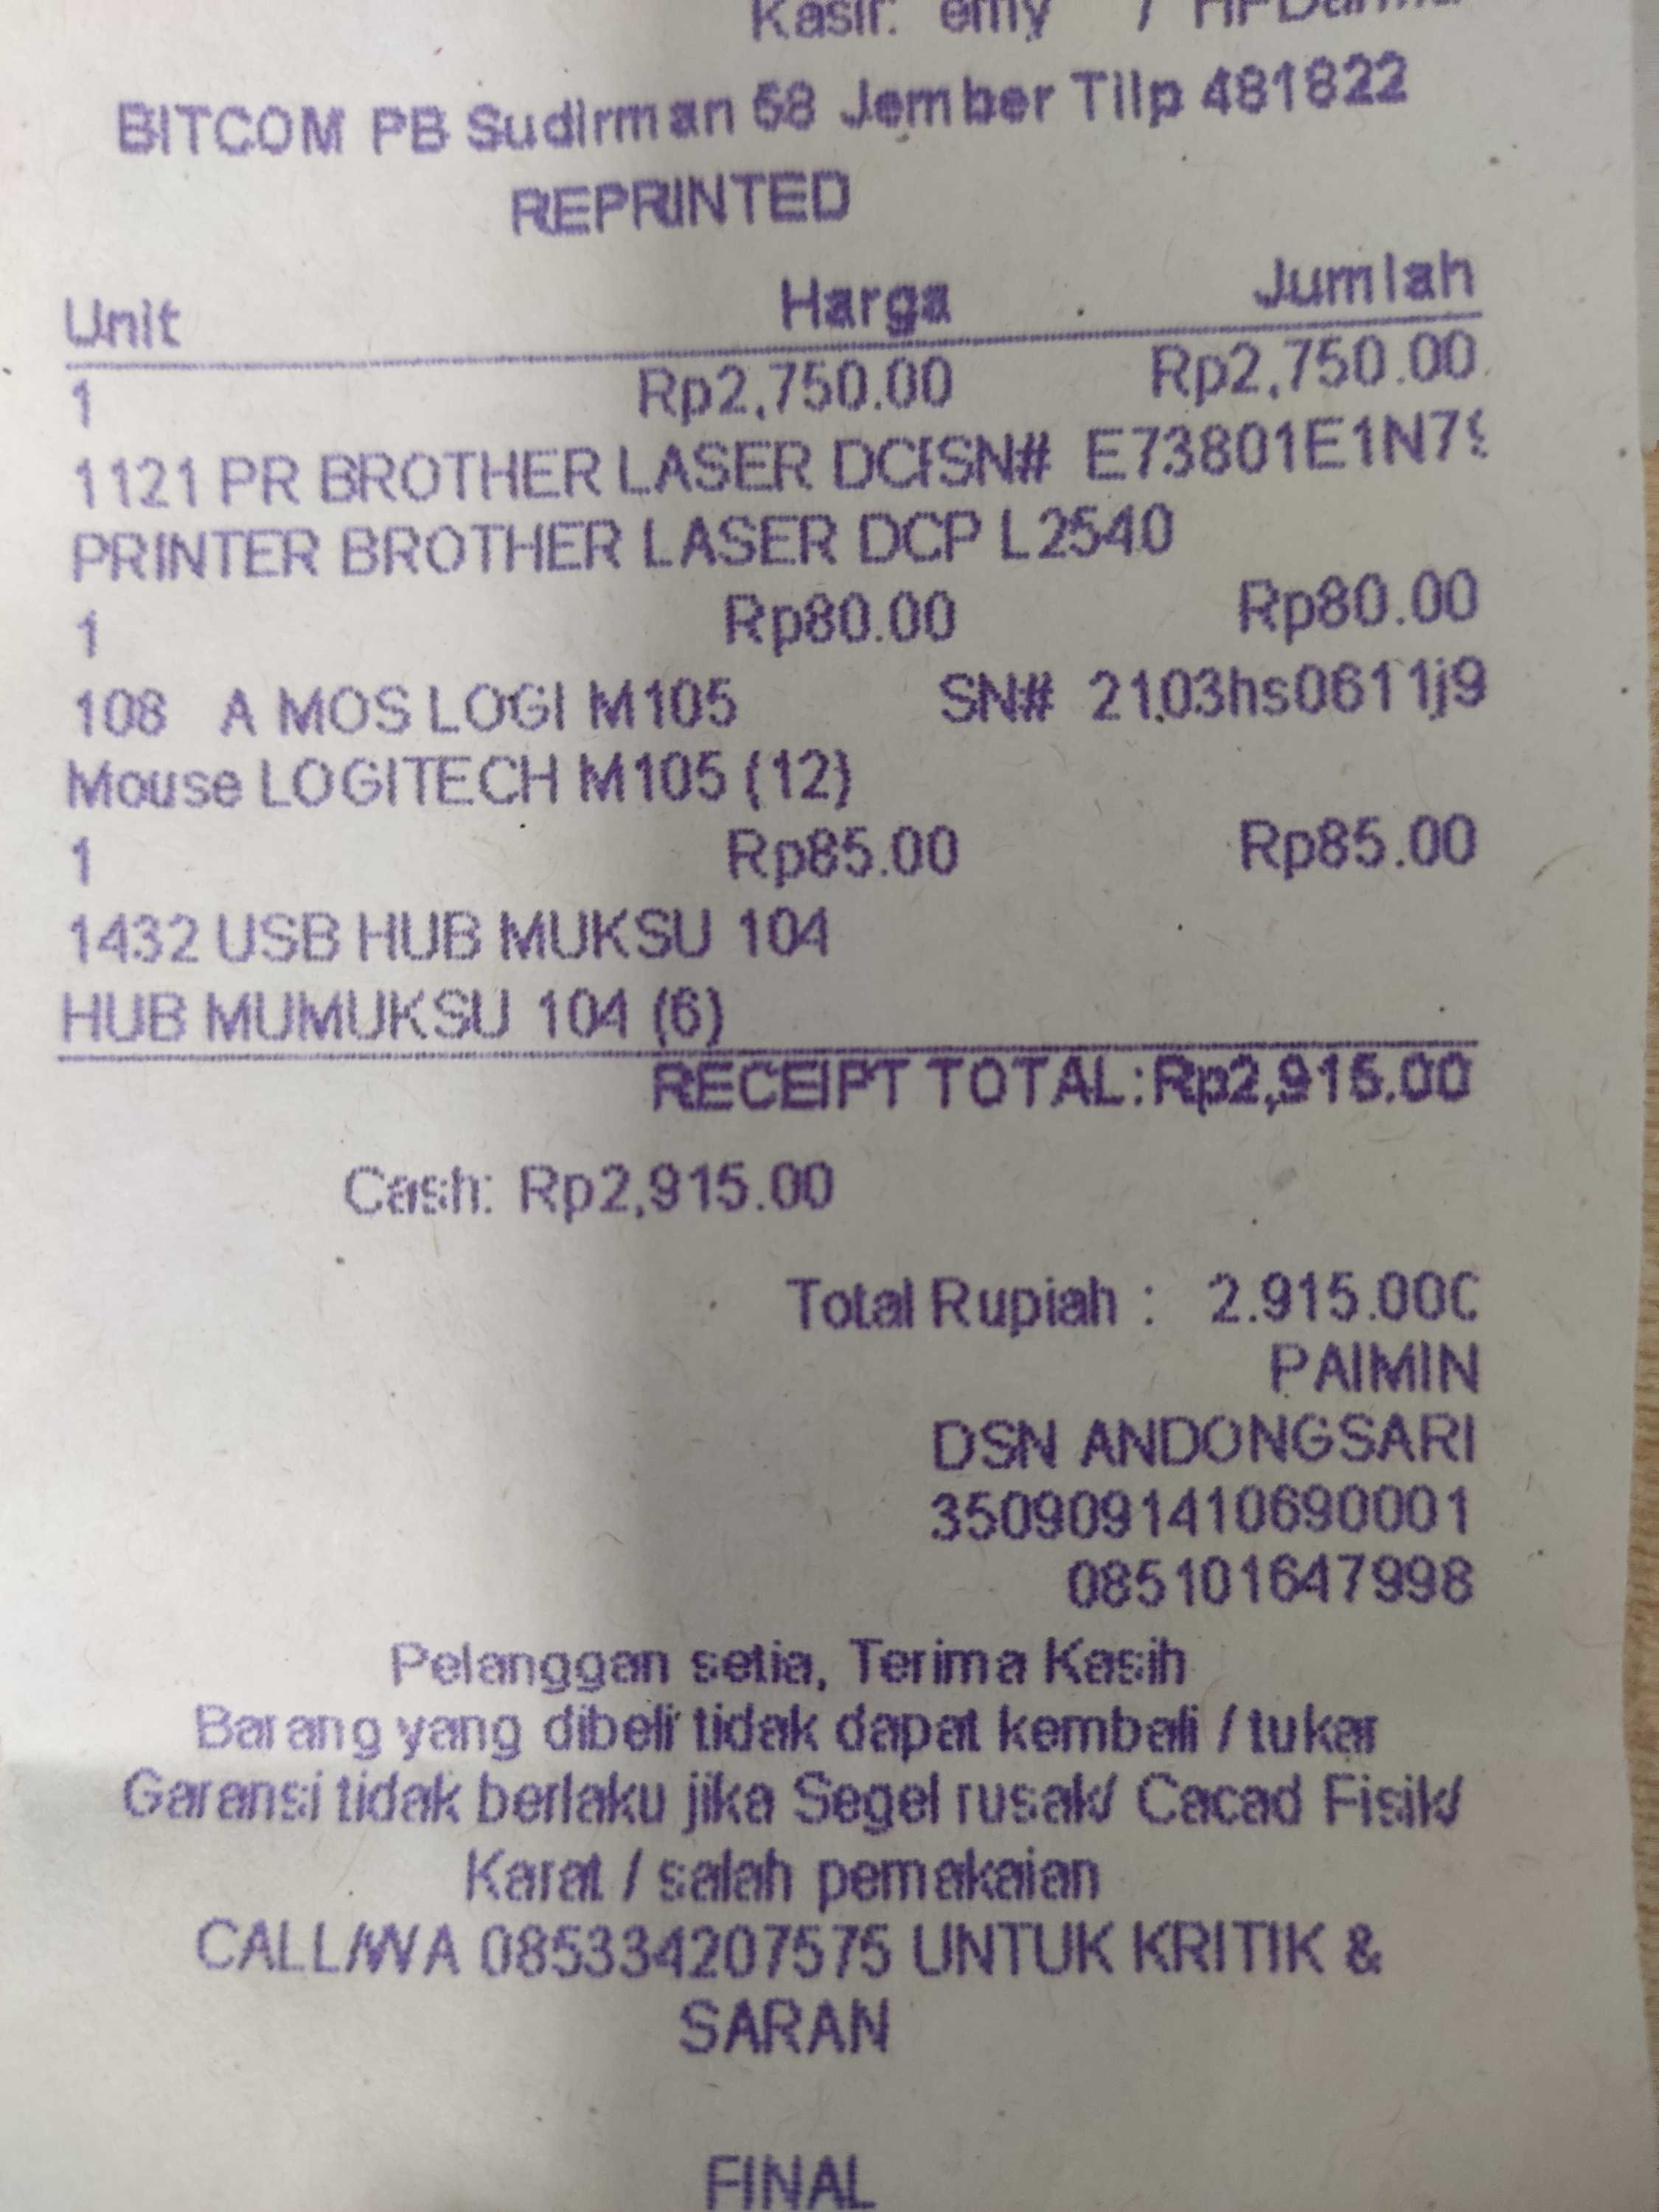 Kasir: emy /
BITCOM PB Sudirman 58 Jember Tilp 481822
REPRINTED
Unit Harga Jumlah
1 Rp2,750.00 Rp2,750.00
1121 PR BROTHER LASER DCFSN# E73801E1N79
PRINTER BROTHER LASER DCP L2540
1 Rp80.00 Rp80.00
108 A MOS LOGI M105 SN# 2103hs0611j9
Mouse LOGITECH M105 (12)
1 Rp85.00 Rp85.00
1432 USB HUB MUKSU 104
HUB MUMUKSU 104 (6)
RECEIPT TOTAL:Rp2,915.00
Cash: Rp2,915.00
Total Rupiah : 2.915.000
PAIMIN
DSN ANDONGSARI
3509091410690001
085101647998
Pelanggan setia, Terima Kasih
Barang yang dibeli tidak dapat kembali / tukar
Garansi tidak berlaku jika Segel rusak/ Cacad Fisik/
Karat / salah pemakaian
CALL/WA 085334207575 UNTUK KRITIK &
SARAN
FINAL